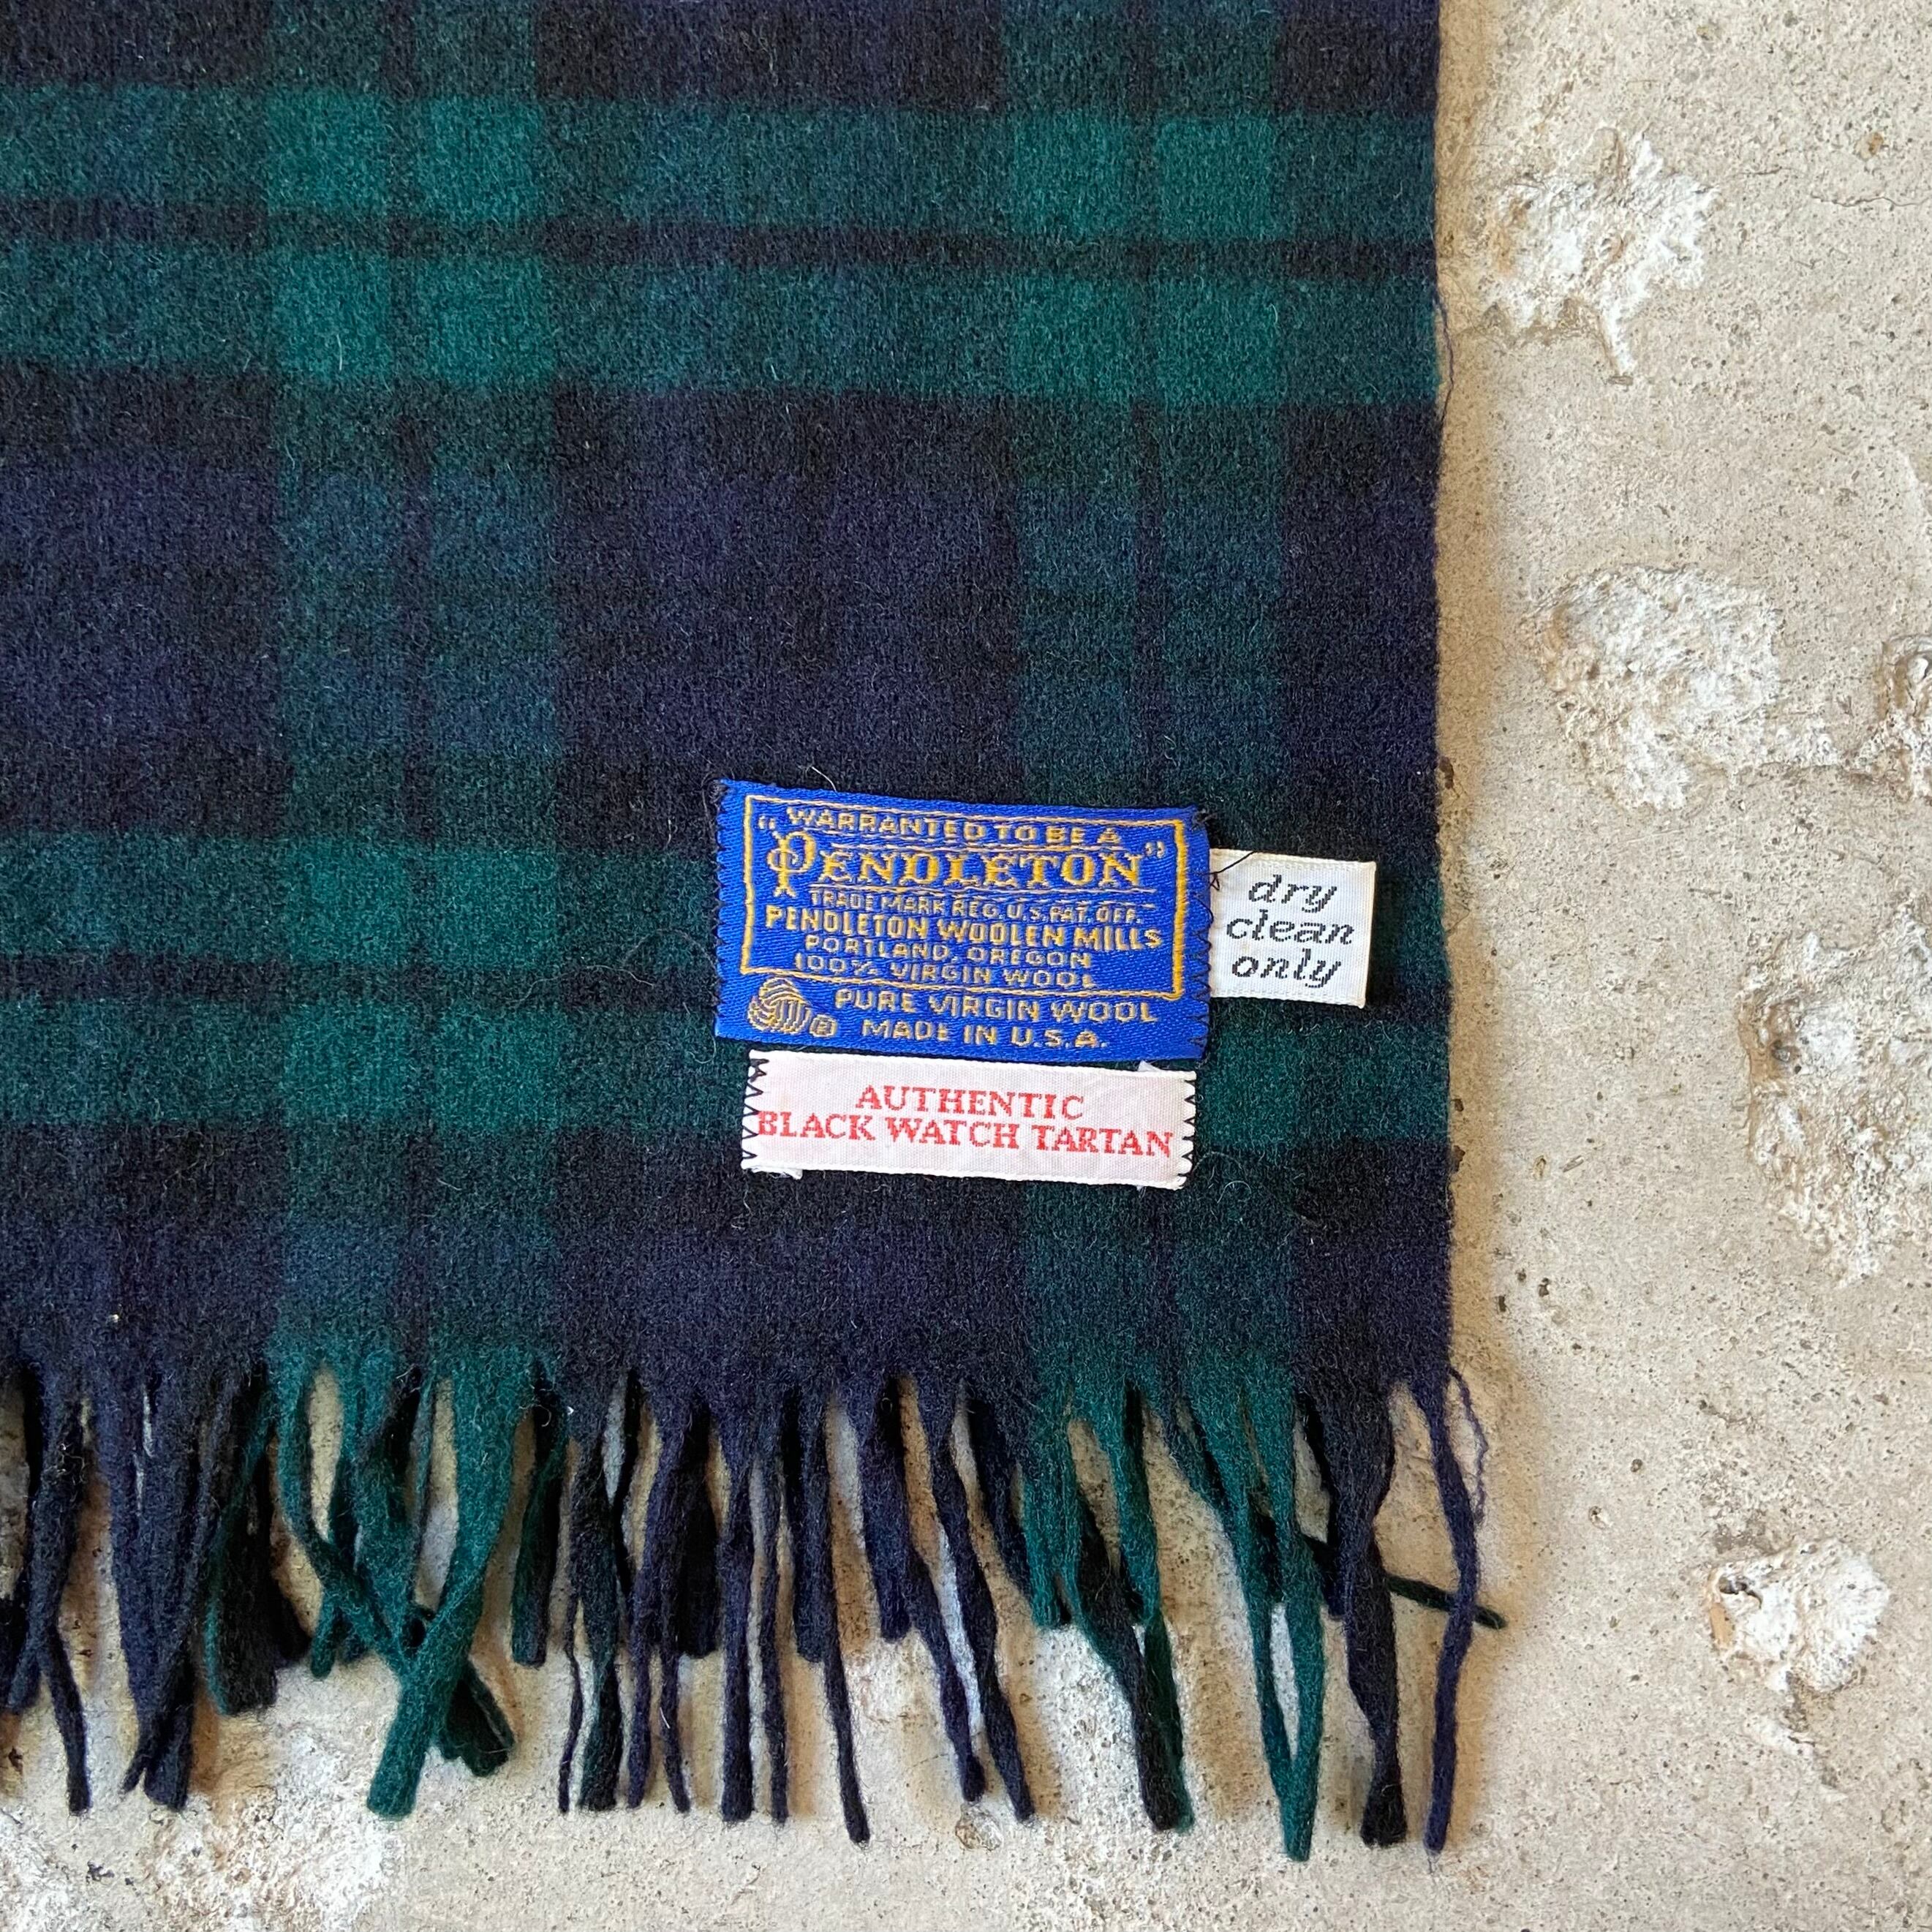 WARRANTED TO BE A
"PENDLETON"
TRADE MARK REG. U.S. PAT. OFF.
PENDLETON WOOLEN MILLS
PORTLAND, OREGON
100% VIRGIN WOOL
® PURE VIRGIN WOOL
MADE IN U.S.A.
dry
clean
only
AUTHENTIC
BLACK WATCH TARTAN